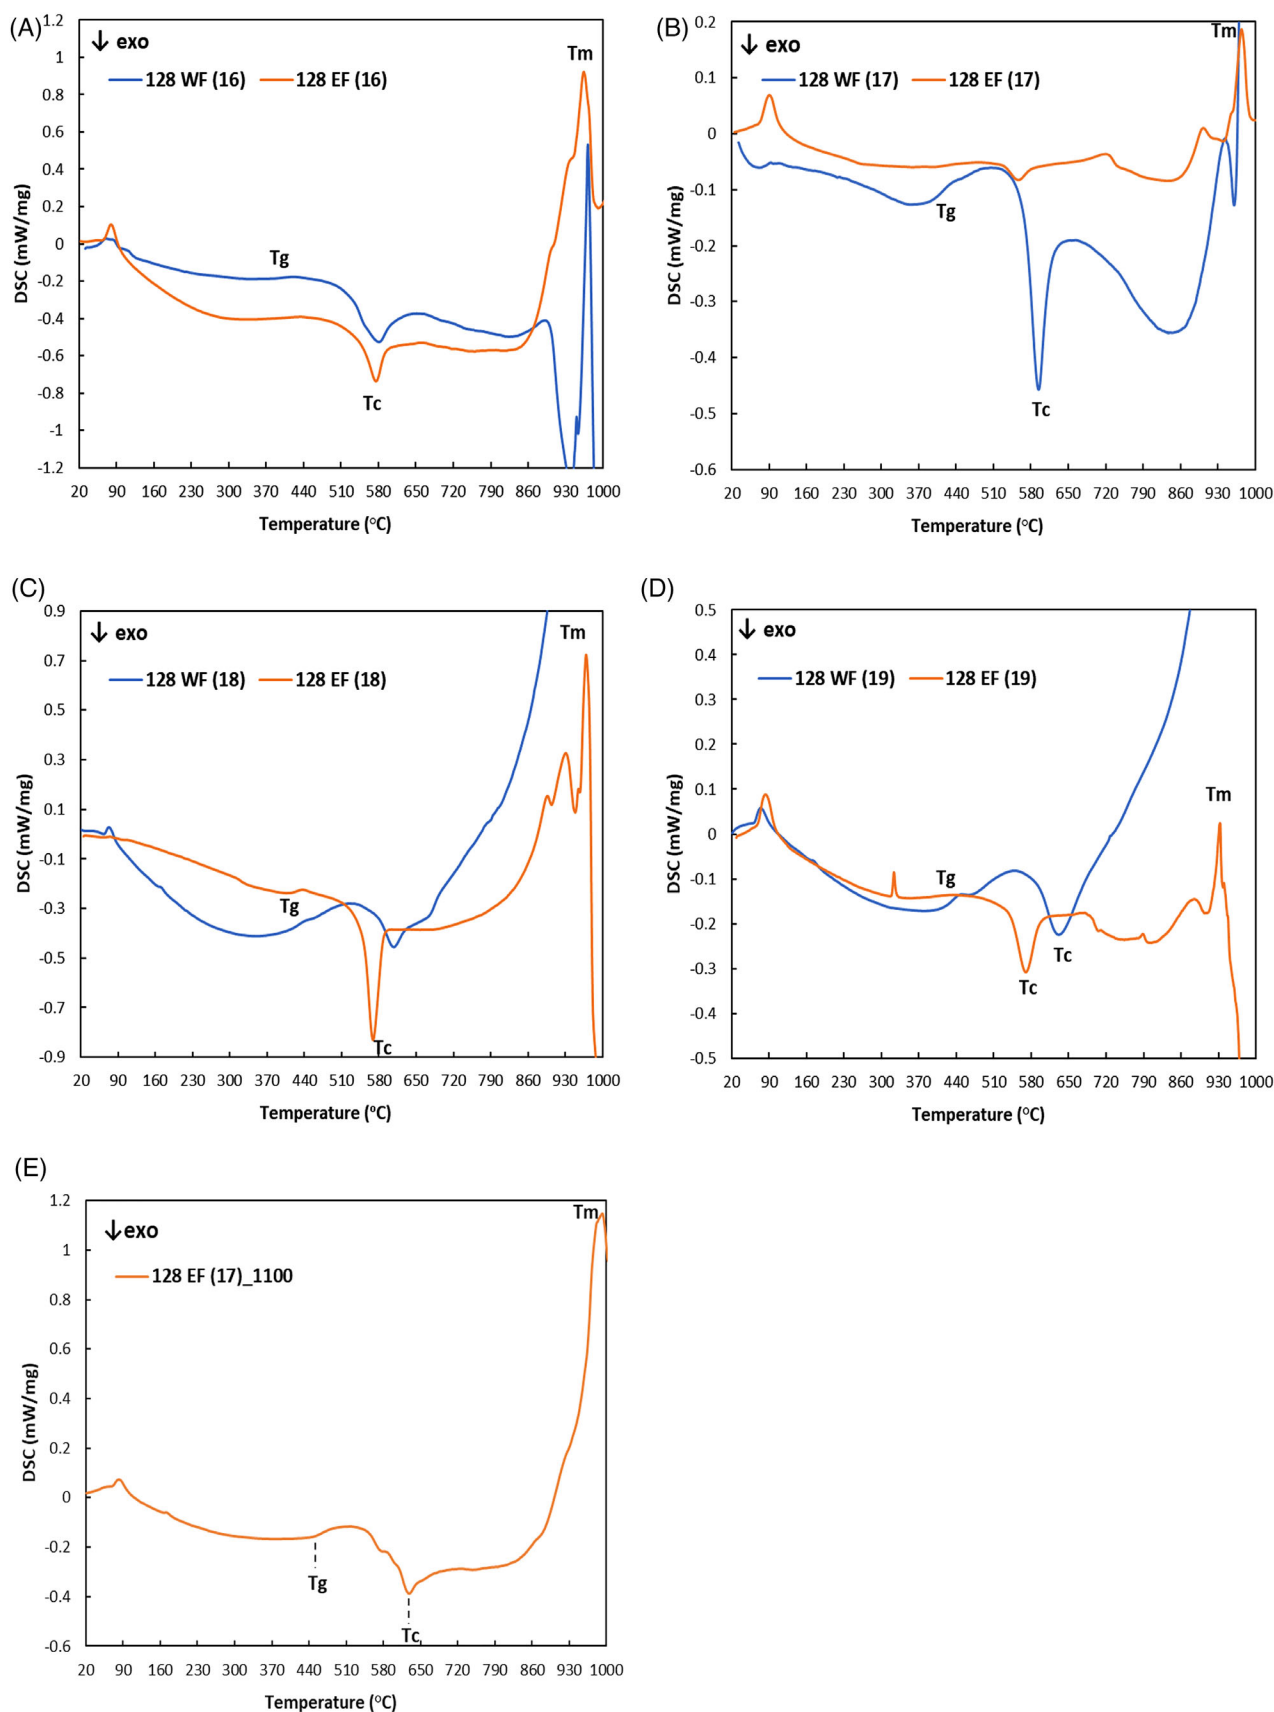 (A)
1.2
1
0.8
0.6
0.4
0.2
0
-0.2
-0.4
-0.6
-0.8
-1
-1.2
DSC (mW/mg)
↓ exo
128 WF (16) 128 EF (16)
Tm
Tg
Tc
20 90 160 230 300 370 440 510 580 650 720 790 860 930 1000
Temperature (°C)
(B)
0.2
0.1
0
-0.1
-0.2
-0.3
-0.4
-0.5
-0.6
DSC (mW/mg)
↓ exo
128 WF (17) 128 EF (17)
Tm
Tg
Tc
20 90 160 230 300 370 440 510 580 650 720 790 860 930 1000
Temperature (°C)
(C)
0.9
0.7
0.5
0.3
0.1
-0.1
-0.3
-0.5
-0.7
-0.9
DSC (mW/mg)
↓ exo
128 WF (18) 128 EF (18)
Tm
Tg
Tc
20 90 160 230 300 370 440 510 580 650 720 790 860 930 1000
Temperature (°C)
(D)
0.5
0.4
0.3
0.2
0.1
0
-0.1
-0.2
-0.3
-0.4
-0.5
DSC (mW/mg)
↓ exo
128 WF (19) 128 EF (19)
Tm
Tg
Tc
Tc
20 90 160 230 300 370 440 510 580 650 720 790 860 930 1000
Temperature (°C)
(E)
1.2
1
0.8
0.6
0.4
0.2
0
-0.2
-0.4
-0.6
DSC (mW/mg)
↓exo
128 EF (17)_1100
Tm
Tg
Tc
20 90 160 230 300 370 440 510 580 650 720 790 860 930 1000
Temperature (°C)